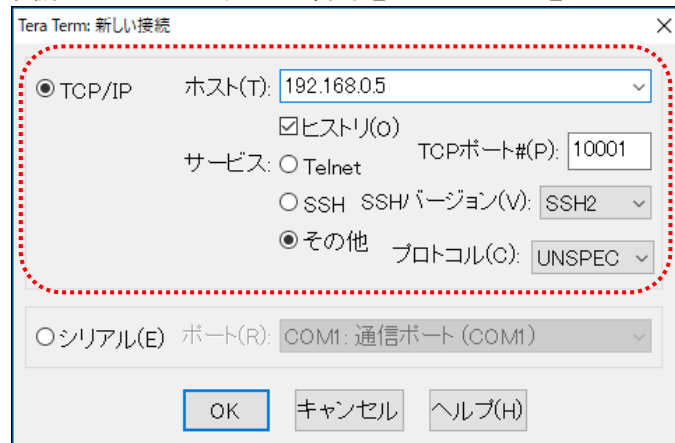 Tera Term: 新しい接続
TCP/IP ホスト(T): 192.168.0.5
ヒストリ(O)
サービス: Telnet TCPポート#(P): 10001
SSH SSHバージョン(V): SSH2
その他 プロトコル(C): UNSPEC
シリアル(E) ポート(R): COM1: 通信ポート (COM1)
OK キャンセル ヘルプ(H)